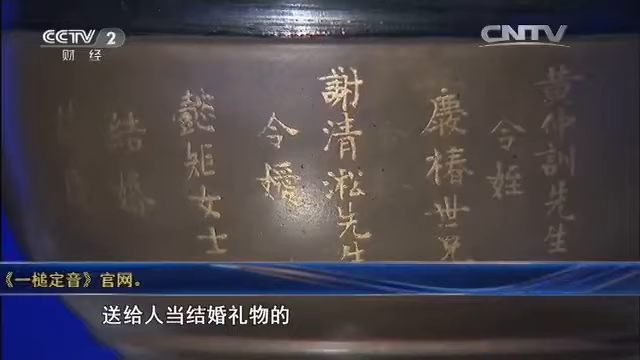 CCTV 2
财经
CNTV
黄仲訓先生
令姪
慶椿世兄
謝清淞先生
令嬡
懿矩女士
結婚
《一槌定音》官网。
送给人当结婚礼物的